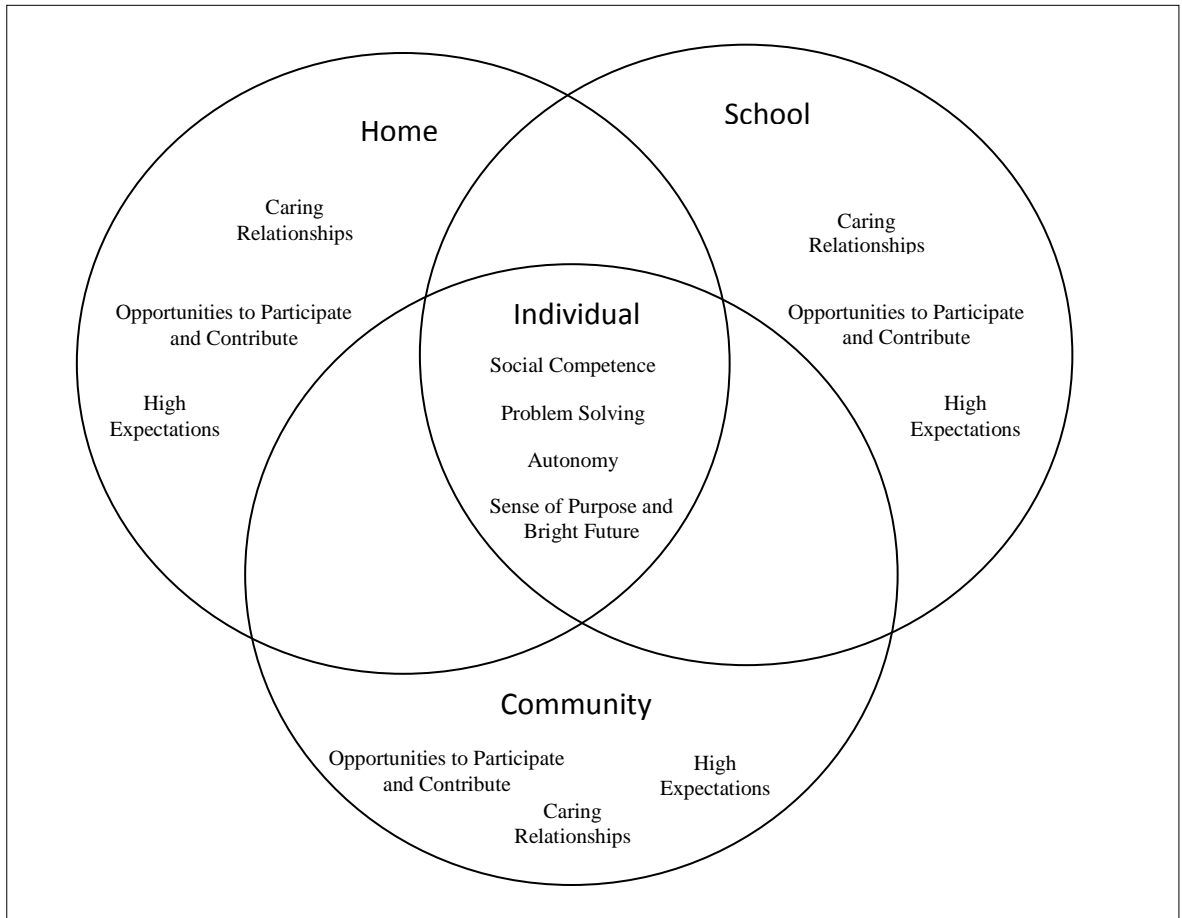 Home
Caring
Relationships
Opportunities to Participate
and Contribute
High
Expectations
School
Caring
Relationships
Opportunities to Participate
and Contribute
High
Expectations
Individual
Social Competence
Problem Solving
Autonomy
Sense of Purpose and
Bright Future
Community
Opportunities to Participate
and Contribute
Caring
Relationships
High
Expectations